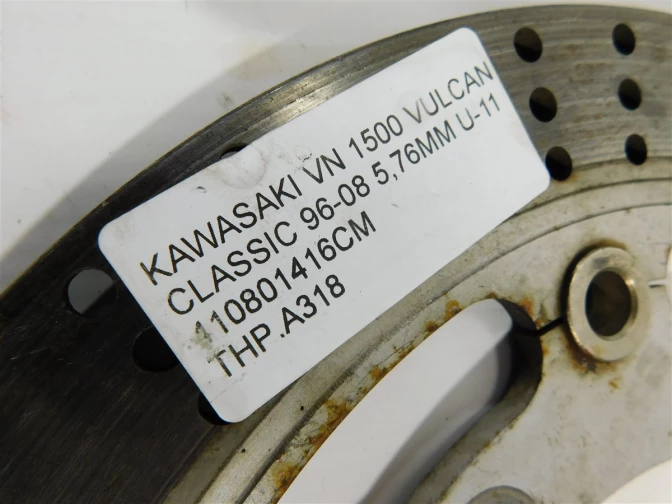 KAWASAKI VN 1500 VULCAN
CLASSIC 96-08 5,76MM U-11
110801416CM
THP.A318